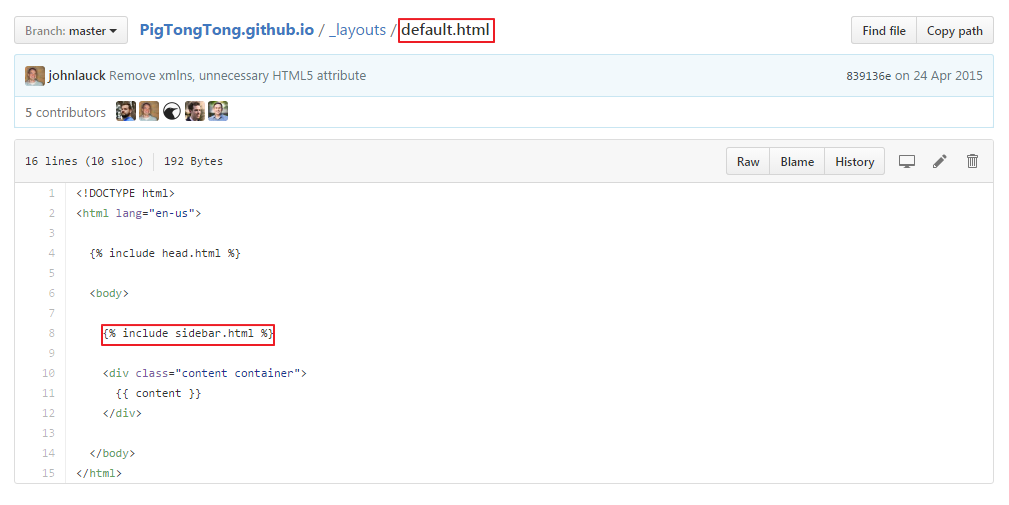 Branch: master PigTongTong.github.io / _layouts / default.html Find file Copy path
johnlauck Remove xmlns, unnecessary HTML5 attribute 839136e on 24 Apr 2015
5 contributors
16 lines (10 sloc) 192 Bytes Raw Blame History
1 <!DOCTYPE html>
2 <html lang="en-us">
3
4 {% include head.html %}
5
6 <body>
7
8 {% include sidebar.html %}
9
10 <div class="content container">
11 {{ content }}
12 </div>
13
14 </body>
15 </html>